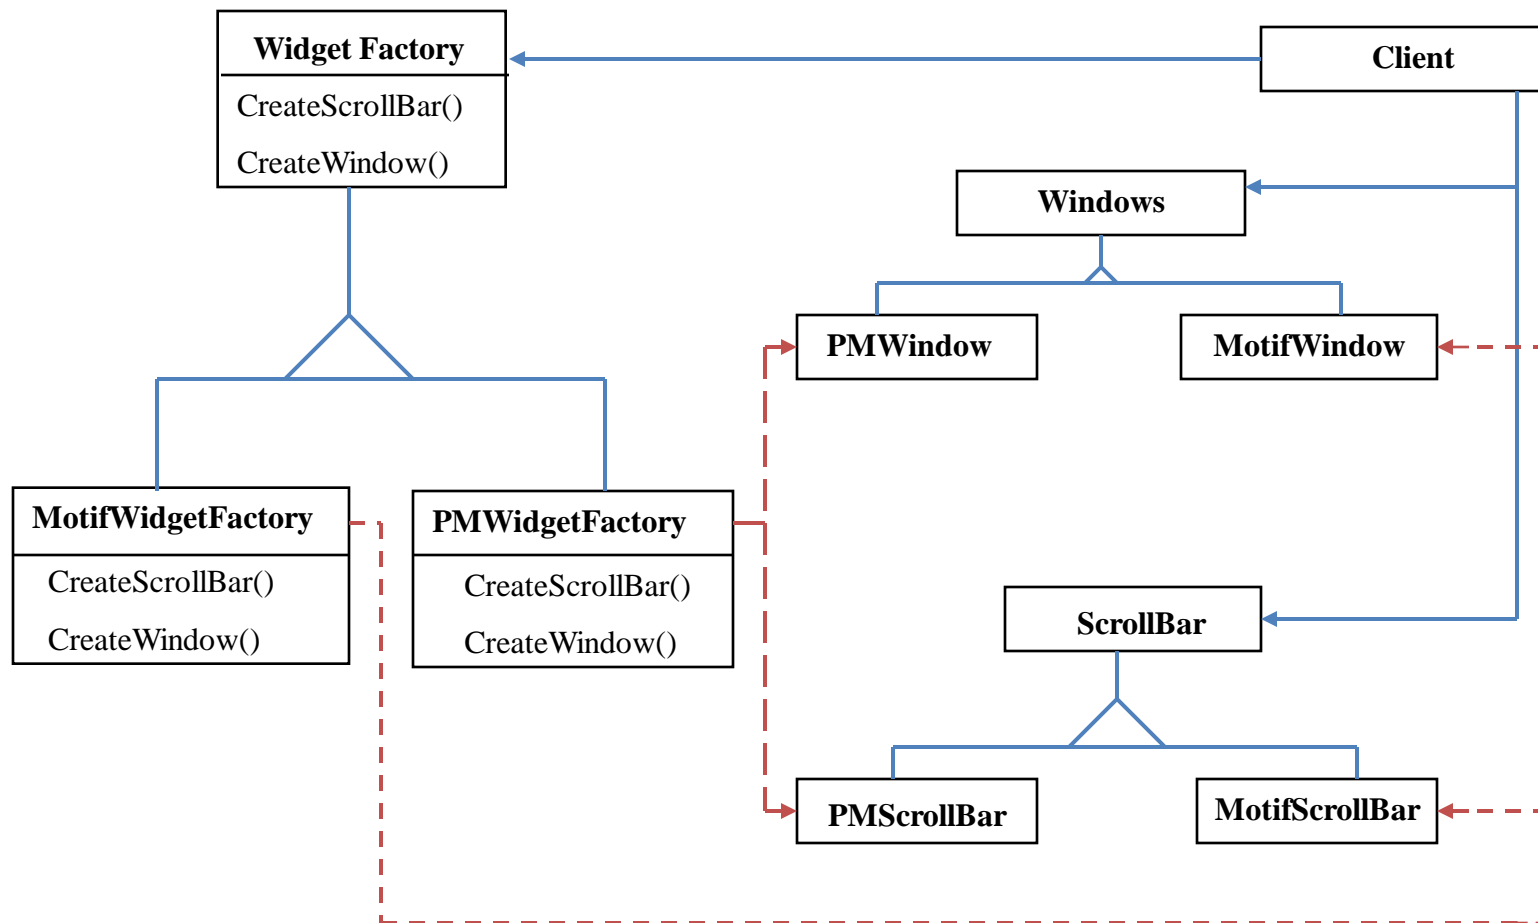 Widget Factory
CreateScrollBar()
CreateWindow()
Client
Windows
PMWindow
MotifWindow
MotifWidgetFactory
CreateScrollBar()
CreateWindow()
PMWidgetFactory
CreateScrollBar()
CreateWindow()
ScrollBar
PMScrollBar
MotifScrollBar